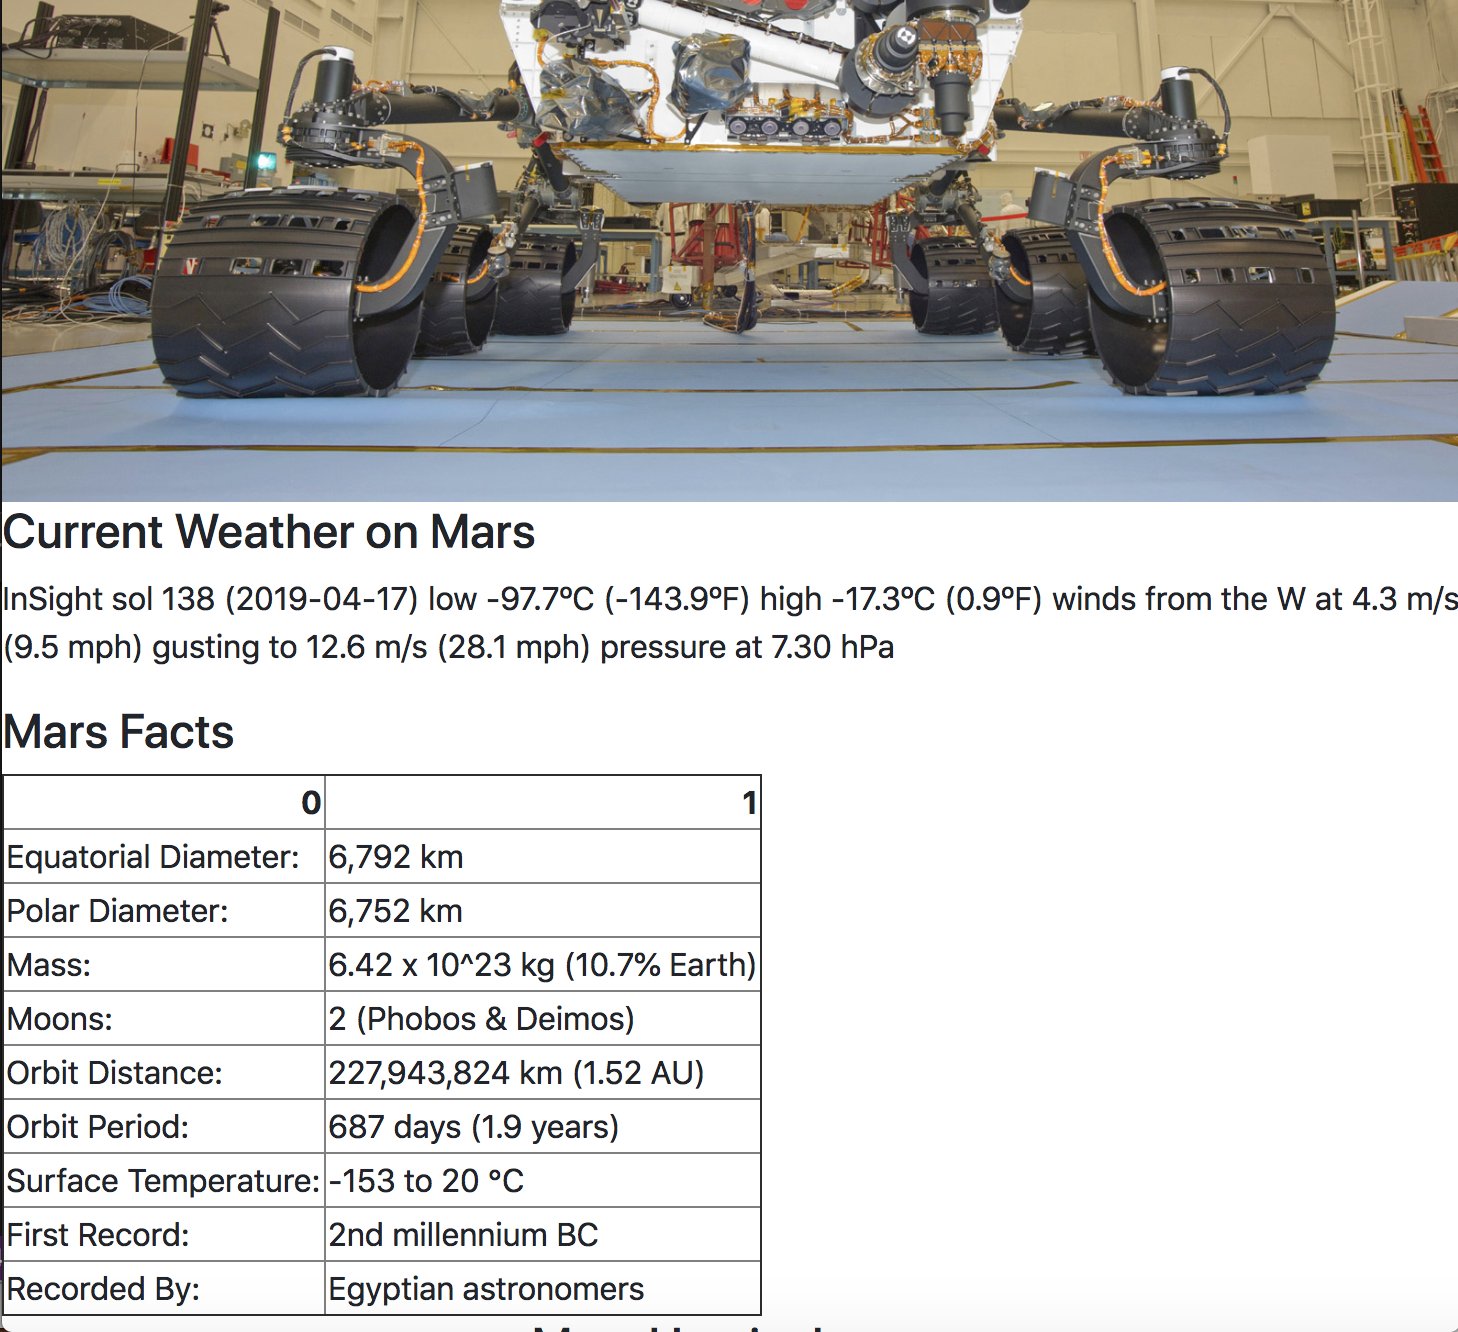 Current Weather on Mars
InSight sol 138 (2019-04-17) low -97.7ºC (-143.9ºF) high -17.3ºC (0.9ºF) winds from the W at 4.3 m/s
(9.5 mph) gusting to 12.6 m/s (28.1 mph) pressure at 7.30 hPa
Mars Facts
0 1
Equatorial Diameter: 6,792 km
Polar Diameter: 6,752 km
Mass: 6.42 x 10^23 kg (10.7% Earth)
Moons: 2 (Phobos & Deimos)
Orbit Distance: 227,943,824 km (1.52 AU)
Orbit Period: 687 days (1.9 years)
Surface Temperature: -153 to 20 °C
First Record: 2nd millennium BC
Recorded By: Egyptian astronomers